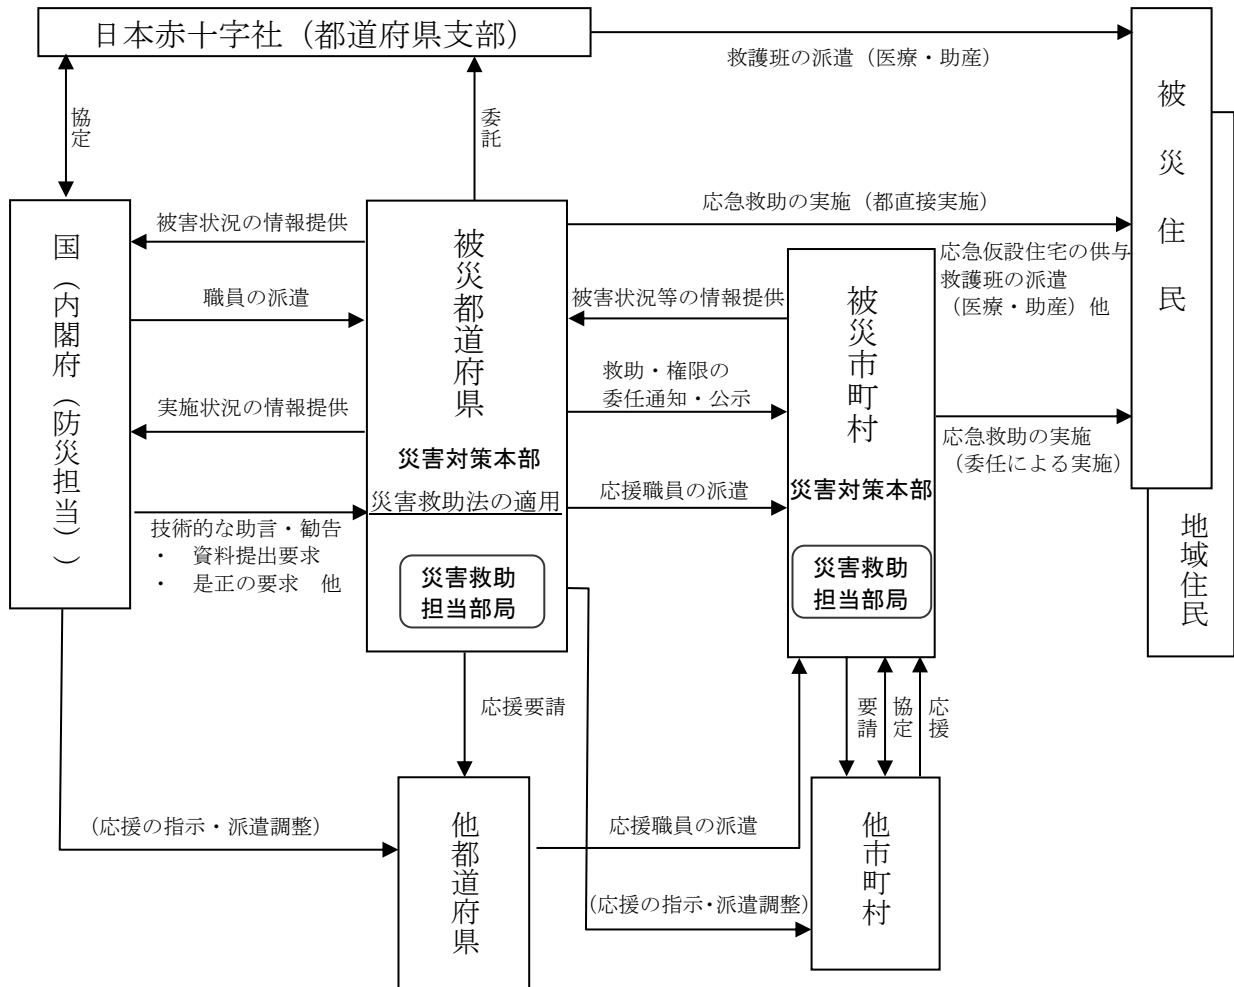 日本赤十字社（都道府県支部）
救護班の派遣（医療・助産）
協定
委託
被災住民
地域住民
国（内閣府（防災担当））
被害状況の情報提供
職員の派遣
実施状況の情報提供
技術的な助言・勧告
・　資料提出要求
・　是正の要求　他
被災都道府県
災害対策本部
災害救助法の適用
災害救助
担当部局
応急救助の実施（都直接実施）
被害状況等の情報提供
救助・権限の
委任通知・公示
応援職員の派遣
被災市町村
災害対策本部
災害救助
担当部局
応急仮設住宅の供与
救護班の派遣
（医療・助産）他
応急救助の実施
（委任による実施）
応援要請
要請
協定
応援
（応援の指示・派遣調整）
他都道府県
応援職員の派遣
（応援の指示・派遣調整）
他市町村